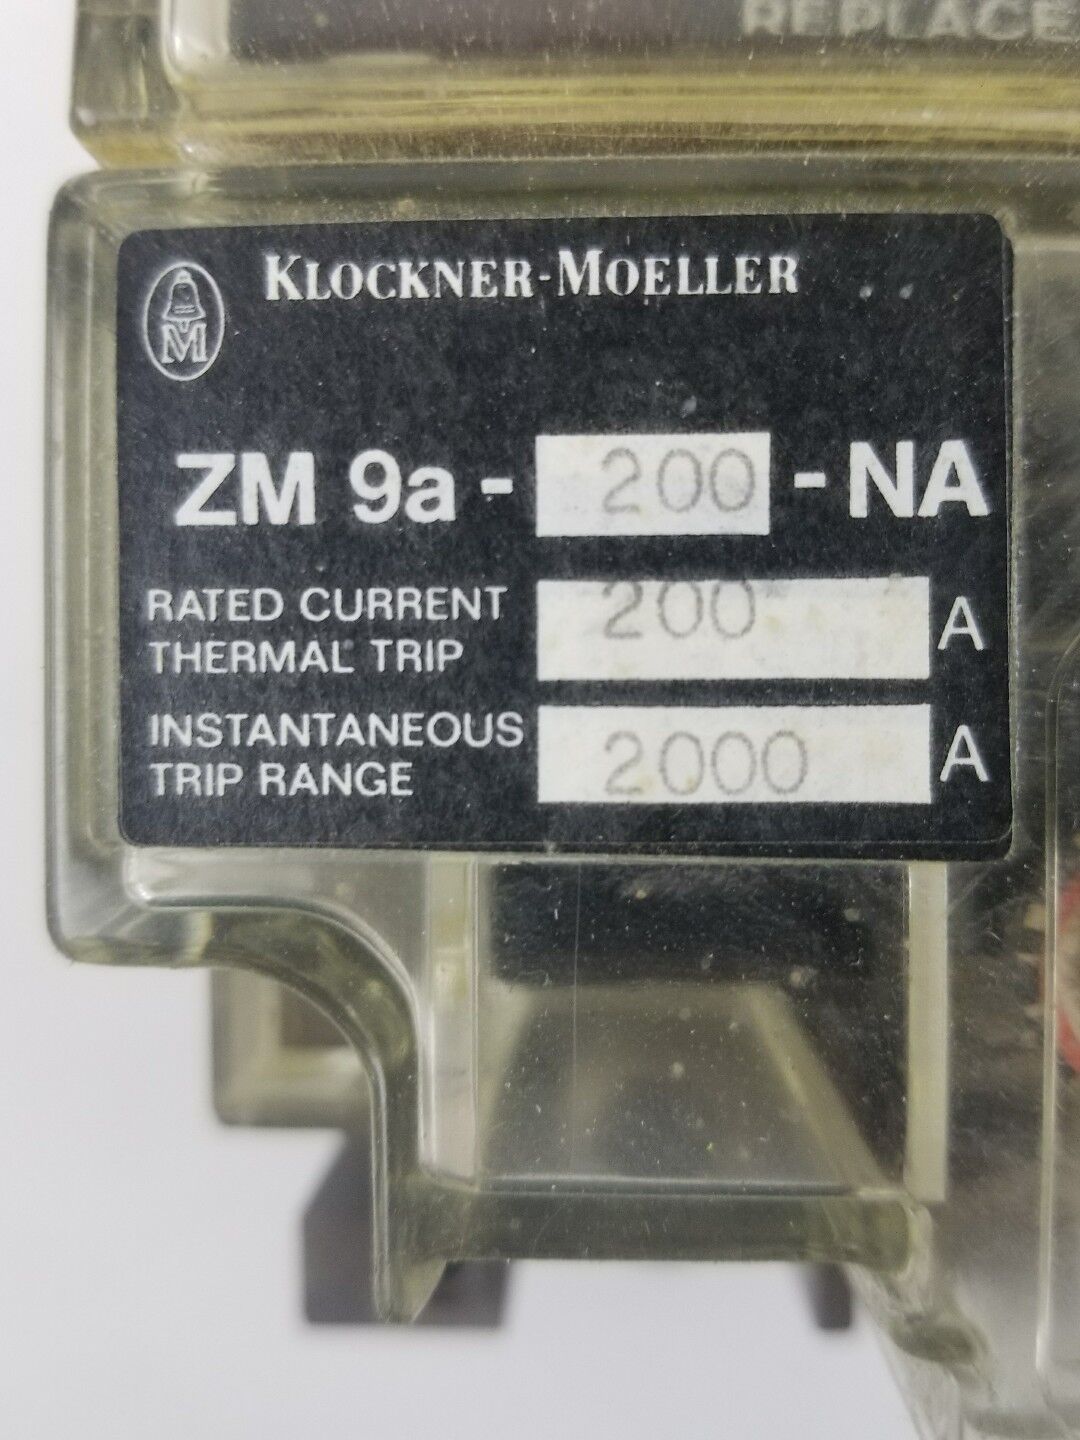 REPLACE
KLOCKNER-MOELLER
M
ZM 9a - 200 - NA
RATED CURRENT
THERMAL TRIP 200 A
INSTANTANEOUS
TRIP RANGE 2000 A